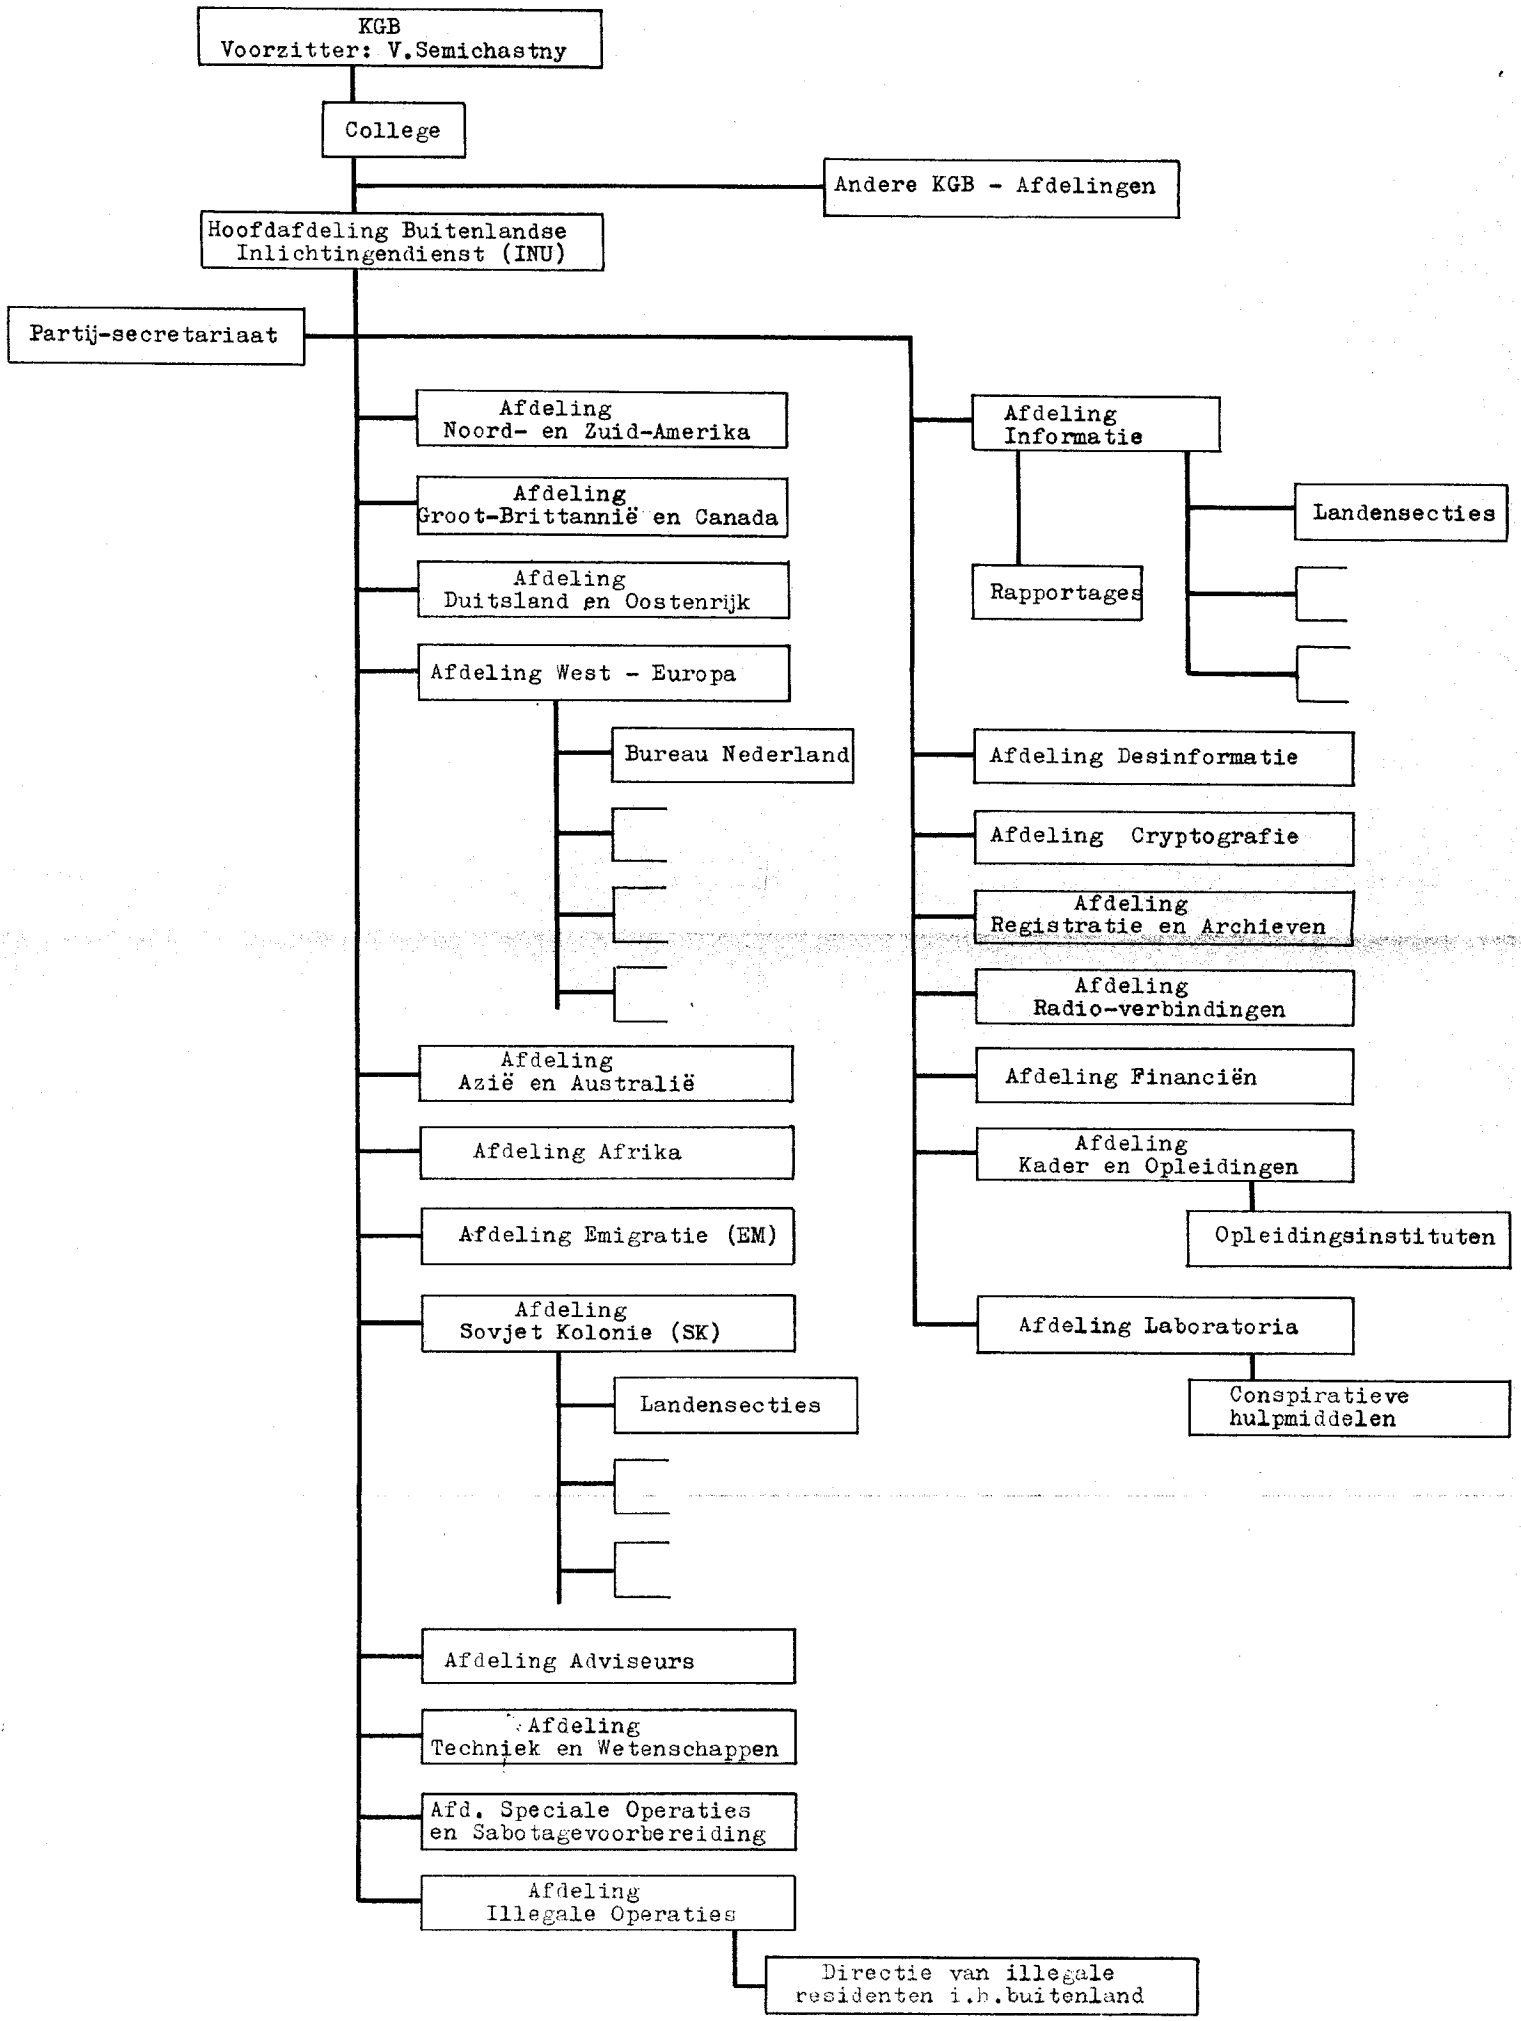 KGB
Voorzitter: V.Semichastny
College
Andere KGB - Afdelingen
Hoofdafdeling Buitenlandse
Inlichtingendienst (INU)
Partij-secretariaat
Afdeling
Noord- en Zuid-Amerika
Afdeling
Groot-Brittannië en Canada
Afdeling
Duitsland en Oostenrijk
Afdeling West - Europa
Bureau Nederland
Afdeling
Azië en Australië
Afdeling Afrika
Afdeling Emigratie (EM)
Afdeling
Sovjet Kolonie (SK)
Landensecties
Afdeling Adviseurs
Afdeling
Techniek en Wetenschappen
Afd. Speciale Operaties
en Sabotagevoorbereiding
Afdeling
Illegale Operaties
Directie van illegale
residenten i.h.buitenland
Afdeling
Informatie
Landensecties
Rapportages
Afdeling Desinformatie
Afdeling Cryptografie
Afdeling
Registratie en Archieven
Afdeling
Radio-verbindingen
Afdeling Financiën
Afdeling
Kader en Opleidingen
Opleidingsinstituten
Afdeling Laboratoria
Conspiratieve
hulpmiddelen